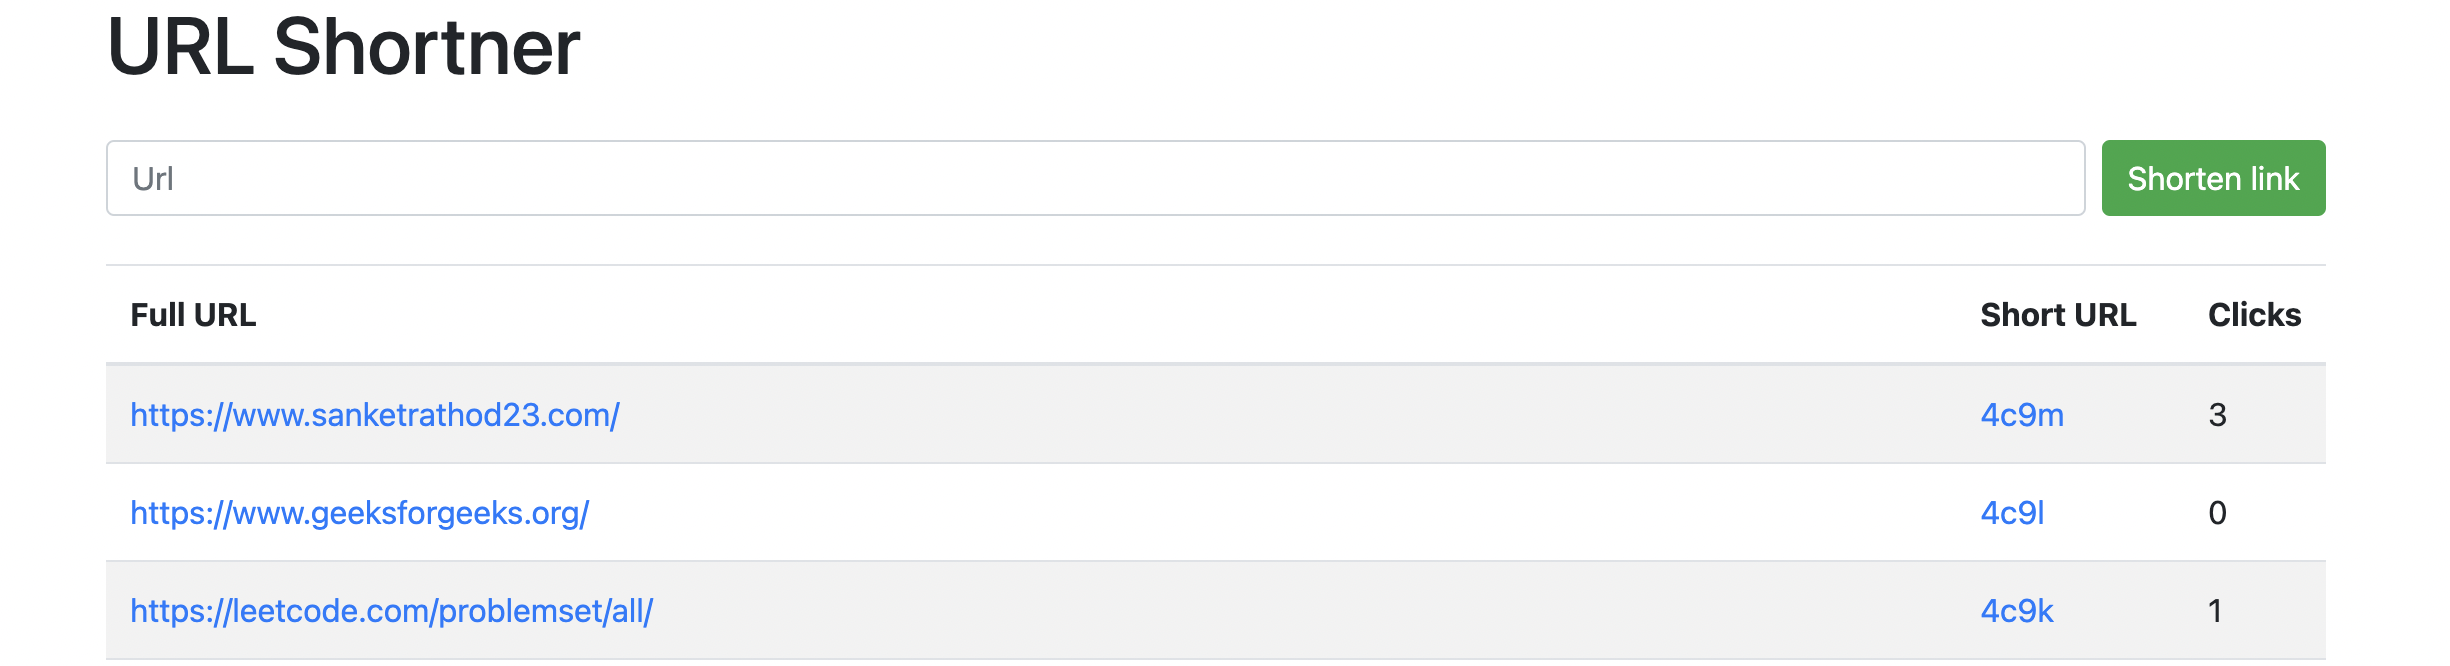 URL Shortner
Url
Shorten link
Full URL Short URL Clicks
https://www.sanketrathod23.com/ 4c9m 3
https://www.geeksforgeeks.org/ 4c9l 0
https://leetcode.com/problemset/all/ 4c9k 1